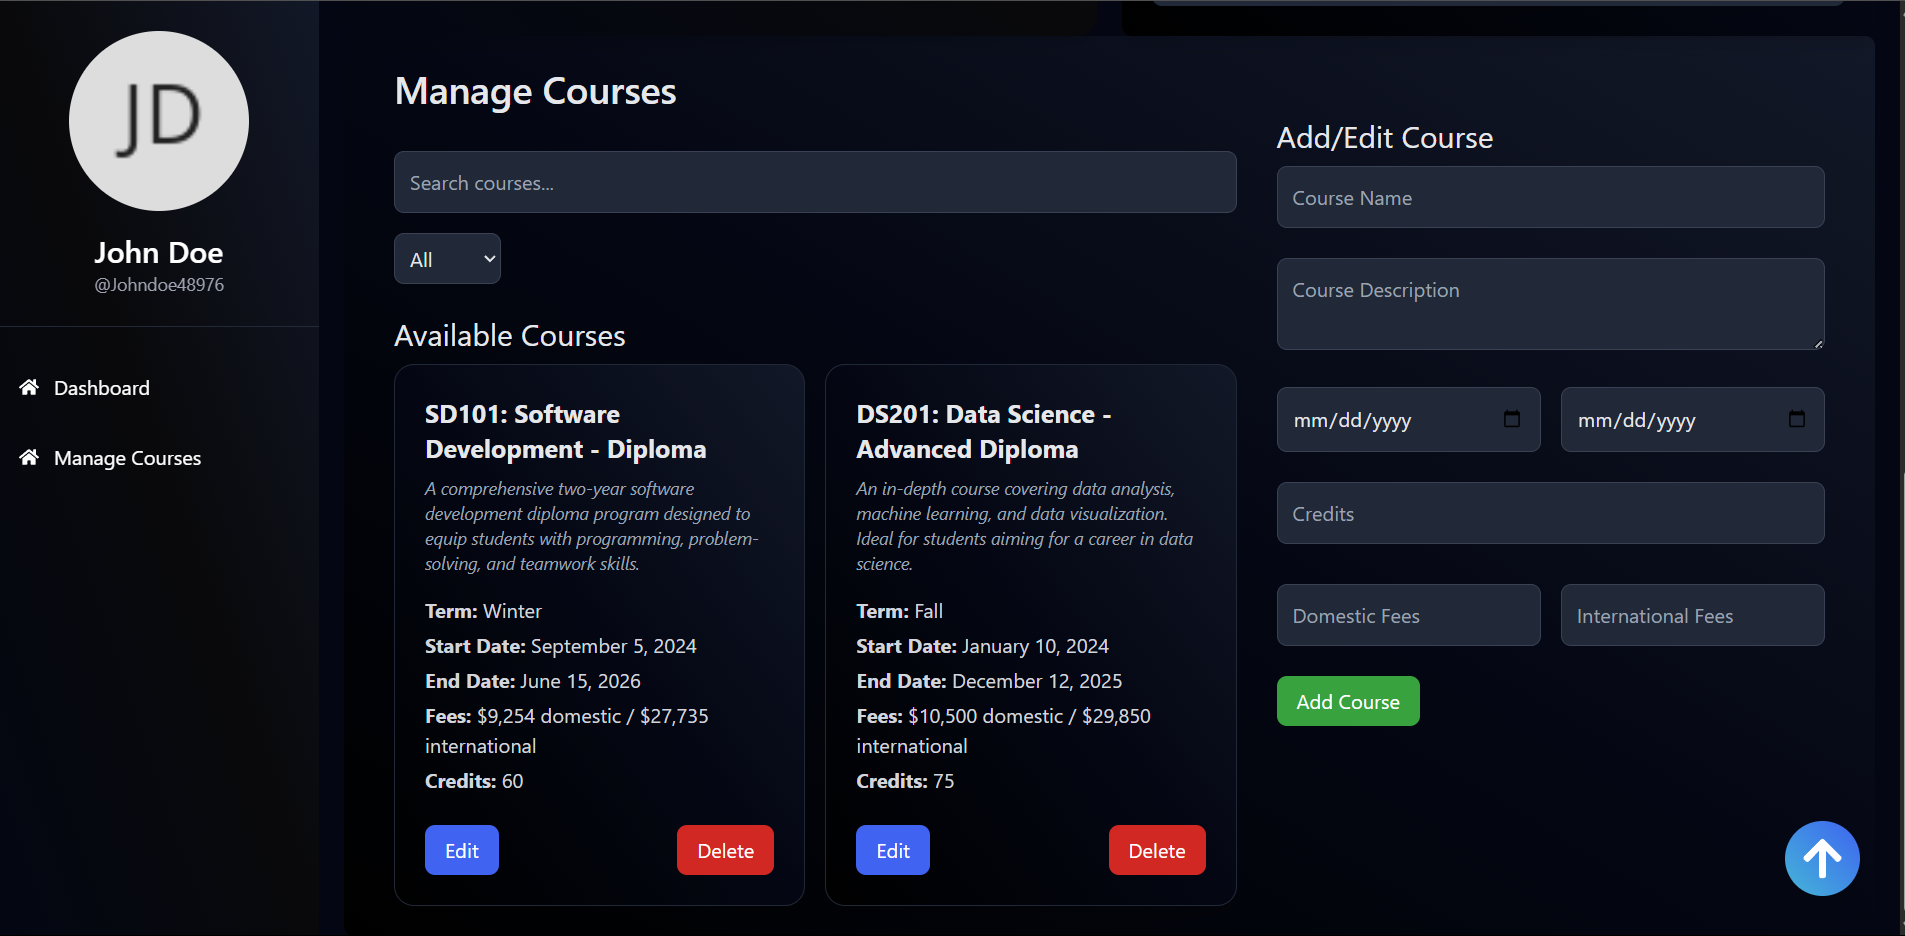 JD
John Doe
@Johndoe48976
Dashboard
Manage Courses
Manage Courses
Search courses...
All
Available Courses
SD101: Software
Development - Diploma
A comprehensive two-year software
development diploma program designed to
equip students with programming, problem-
solving, and teamwork skills.
Term: Winter
Start Date: September 5, 2024
End Date: June 15, 2026
Fees: $9,254 domestic / $27,735
international
Credits: 60
Edit
Delete
DS201: Data Science -
Advanced Diploma
An in-depth course covering data analysis,
machine learning, and data visualization.
Ideal for students aiming for a career in data
science.
Term: Fall
Start Date: January 10, 2024
End Date: December 12, 2025
Fees: $10,500 domestic / $29,850
international
Credits: 75
Edit
Delete
Add/Edit Course
Course Name
Course Description
mm/dd/yyyy
mm/dd/yyyy
Credits
Domestic Fees
International Fees
Add Course